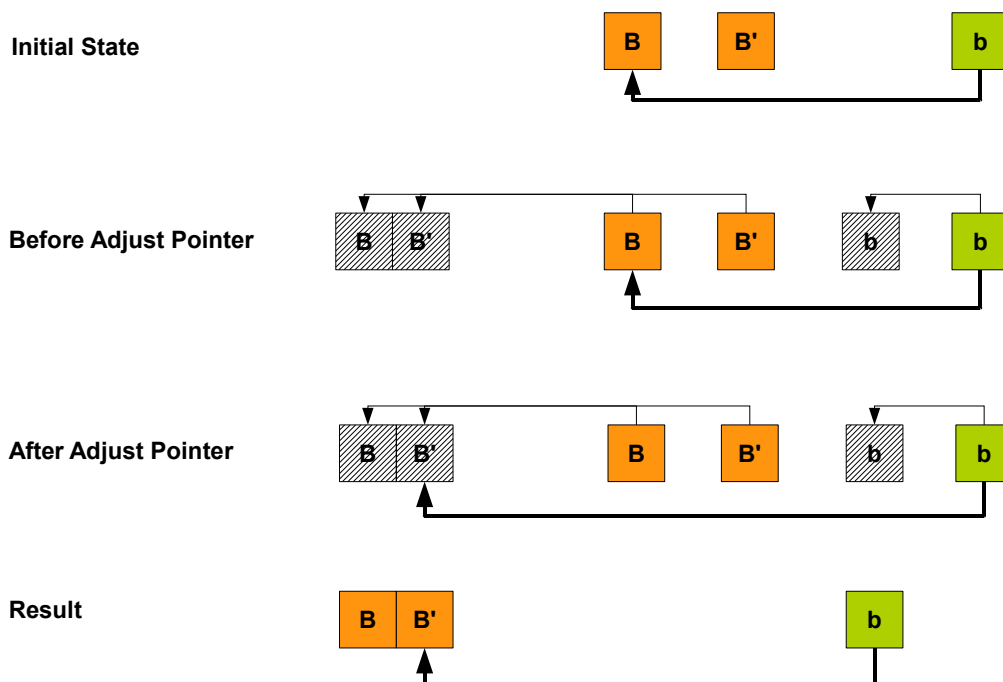 Initial State B B' b
Before Adjust Pointer B B' B B' b b
After Adjust Pointer B B' B B' b b
Result B B' b